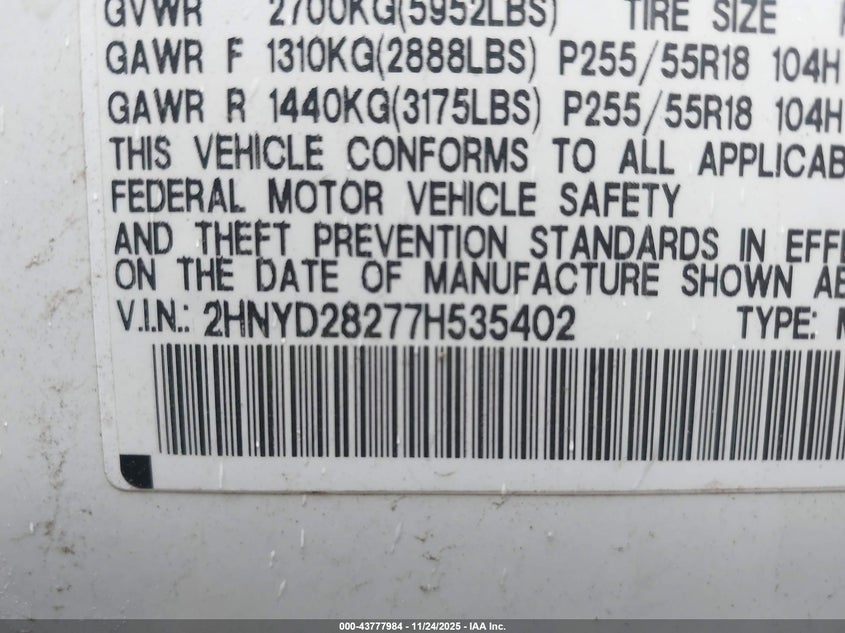 GVWR 2700KG(5952LBS) TIRE SIZE
GAWR F 1310KG(2888LBS) P255/55R18 104H
GAWR R 1440KG(3175LBS) P255/55R18 104H
THIS VEHICLE CONFORMS TO ALL APPLICAB
FEDERAL MOTOR VEHICLE SAFETY
AND THEFT PREVENTION STANDARDS IN EFFE
ON THE DATE OF MANUFACTURE SHOWN AB
V.I.N.: 2HNYD28277H535402 TYPE: M
000-43777984 - 11/24/2025 - IAA Inc.